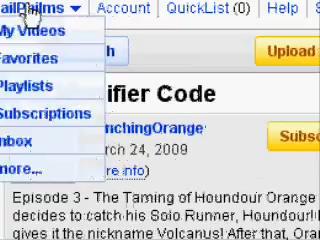 ailPhilms Account QuickList (0) Help
My Videos
Favorites Upload
Playlists
ifier Code
Subscriptions
nchingOrange Subs
Inbox rch 24, 2009
more... re info)
Episode 3 - The Taming of Houndour Orange
decides to catch his Solo Runner, Houndour!
gives it the nickname Volcanus! After that, Ora